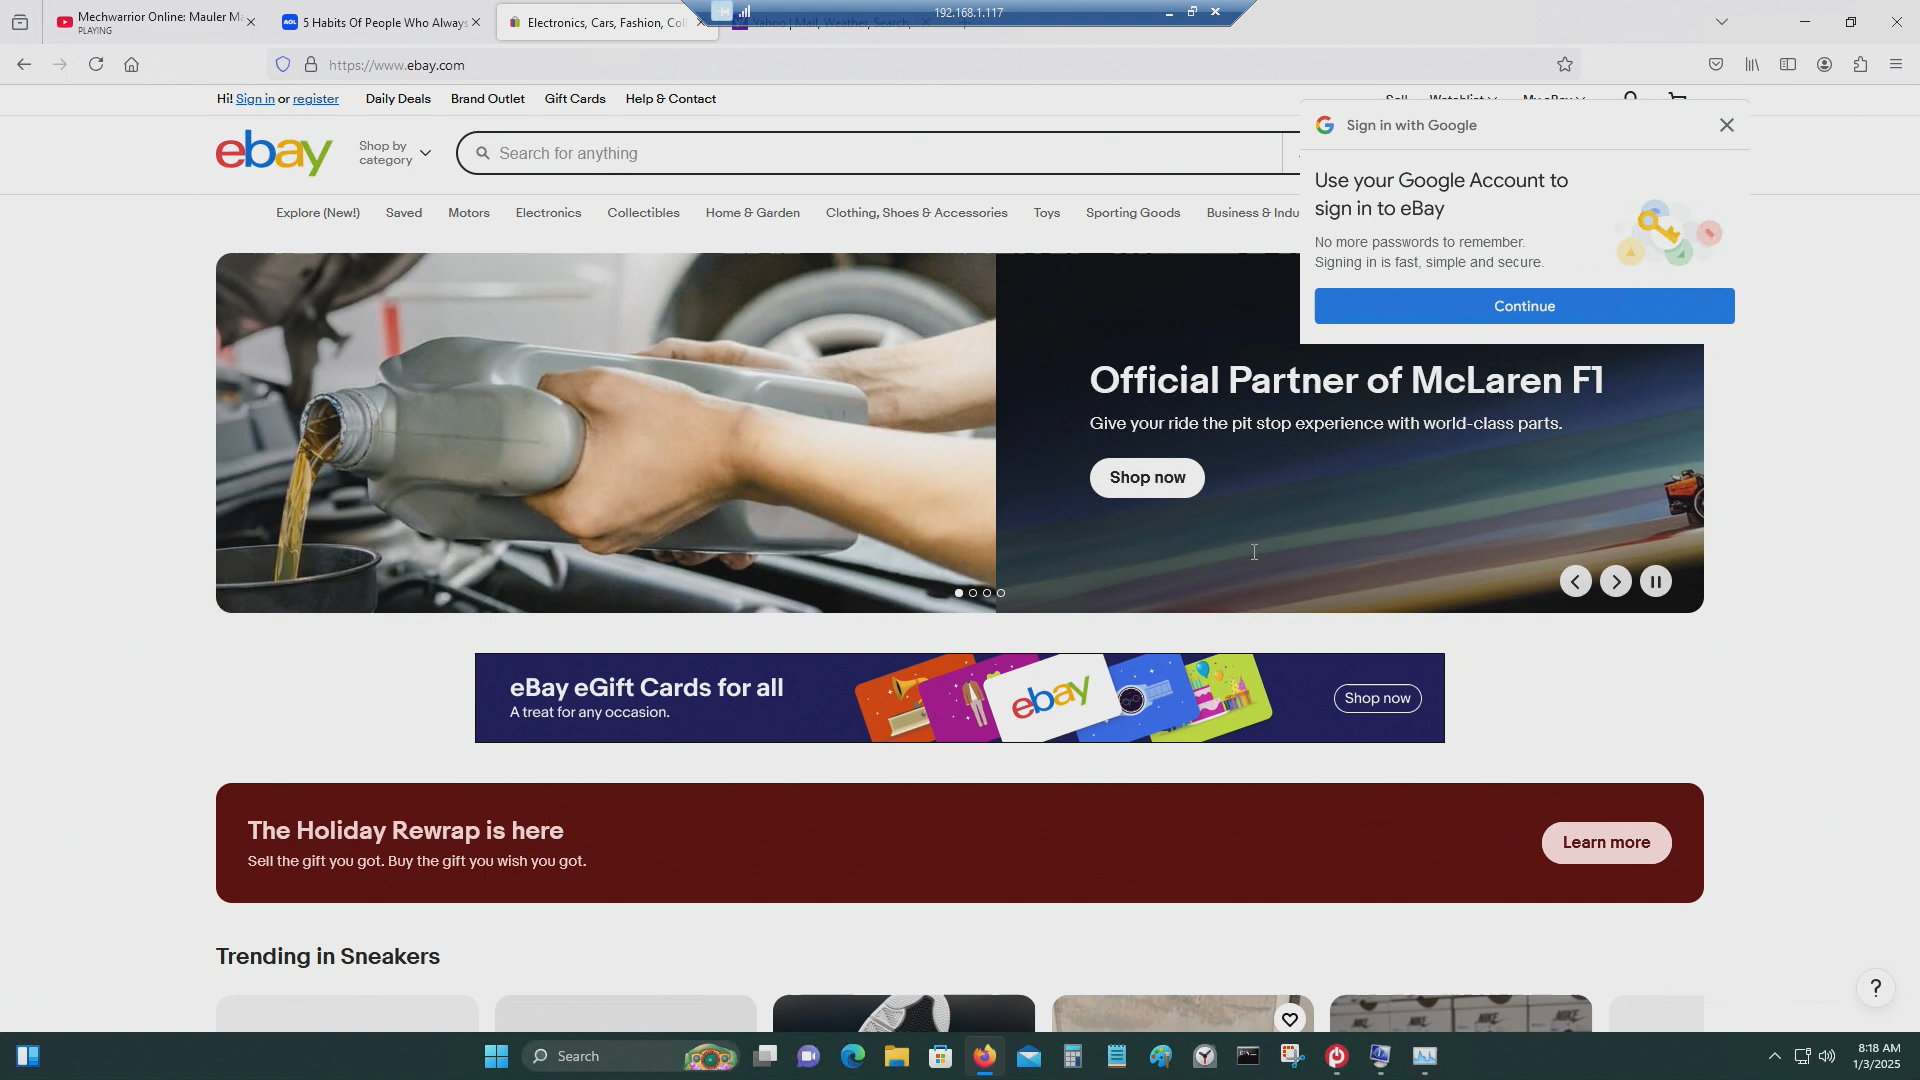 Mechwarrior Online: Mauler Ma
PLAYING
5 Habits Of People Who Always
Electronics, Cars, Fashion, Coll
Yahoo | Mail, Weather, Search,
192.168.1.117
https://www.ebay.com
Hi! Sign in or register
Daily Deals
Brand Outlet
Gift Cards
Help & Contact
Sell
Watchlist
My eBay
ebay
Shop by
category
Search for anything
Explore (New!)
Saved
Motors
Electronics
Collectibles
Home & Garden
Clothing, Shoes & Accessories
Toys
Sporting Goods
Business & Indu
Sign in with Google
Use your Google Account to
sign in to eBay
No more passwords to remember.
Signing in is fast, simple and secure.
Continue
Official Partner of McLaren F1
Give your ride the pit stop experience with world-class parts.
Shop now
eBay eGift Cards for all
A treat for any occasion.
ebay
Shop now
The Holiday Rewrap is here
Sell the gift you got. Buy the gift you wish you got.
Learn more
Trending in Sneakers
?
Search
8:18 AM
1/3/2025